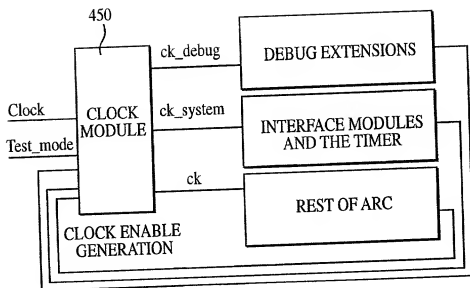 450
ck_debug
DEBUG EXTENSIONS
Clock
CLOCK
MODULE
ck_system
INTERFACE MODULES
AND THE TIMER
Test_mode
ck
REST OF ARC
CLOCK ENABLE
GENERATION